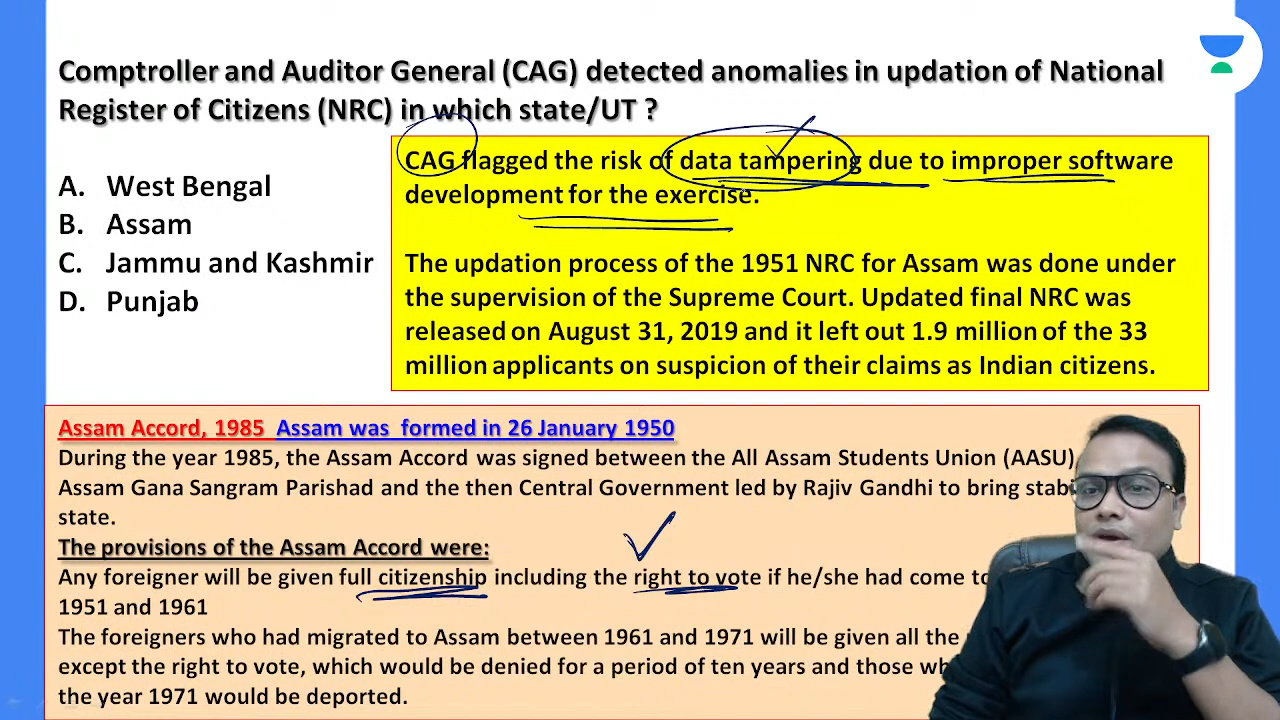 Comptroller and Auditor General (CAG) detected anomalies in updation of National
Register of Citizens (NRC) in which state/UT ?
A. West Bengal
B. Assam
C. Jammu and Kashmir
D. Punjab
CAG flagged the risk of data tampering due to improper software
development for the exercise.
The updation process of the 1951 NRC for Assam was done under
the supervision of the Supreme Court. Updated final NRC was
released on August 31, 2019 and it left out 1.9 million of the 33
million applicants on suspicion of their claims as Indian citizens.
Assam Accord, 1985 Assam was formed in 26 January 1950
During the year 1985, the Assam Accord was signed between the All Assam Students Union (AASU),
Assam Gana Sangram Parishad and the then Central Government led by Rajiv Gandhi to bring
state.
The provisions of the Assam Accord were:
Any foreigner will be given full citizenship including the right to vote if he/she had come to
1951 and 1961
The foreigners who had migrated to Assam between 1961 and 1971 will be given all the
except the right to vote, which would be denied for a period of ten years and those
the year 1971 would be deported.